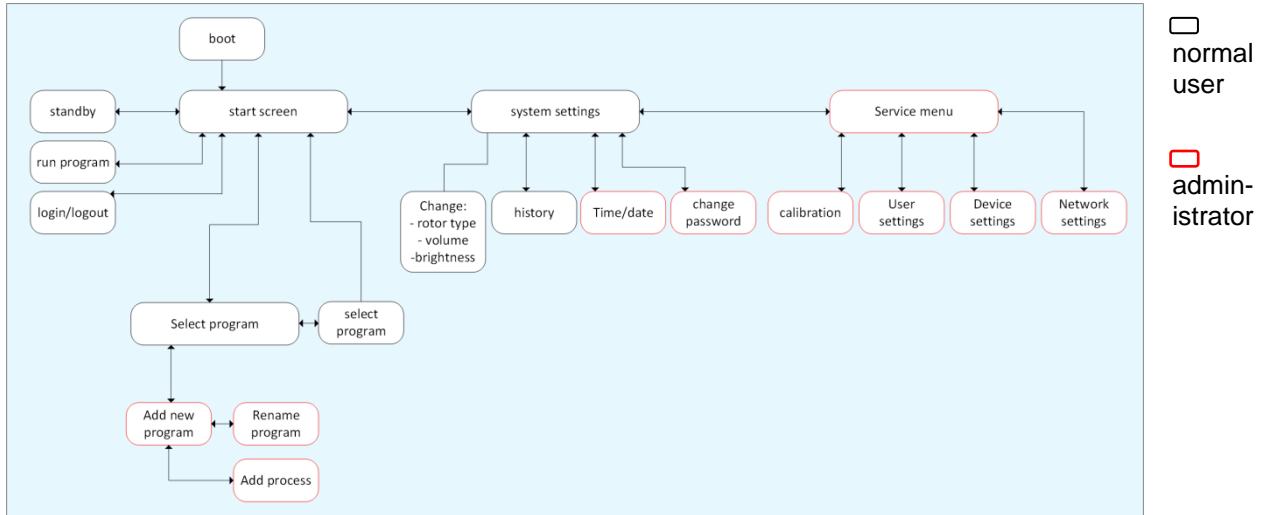 boot
standby
start screen
system settings
Service menu
run program
login/logout
Change:
- rotor type
- volume
-brightness
history
Time/date
change
password
calibration
User
settings
Device
settings
Network
settings
Select program
select
program
Add new
program
Rename
program
Add process
normal
user
admin-
istrator